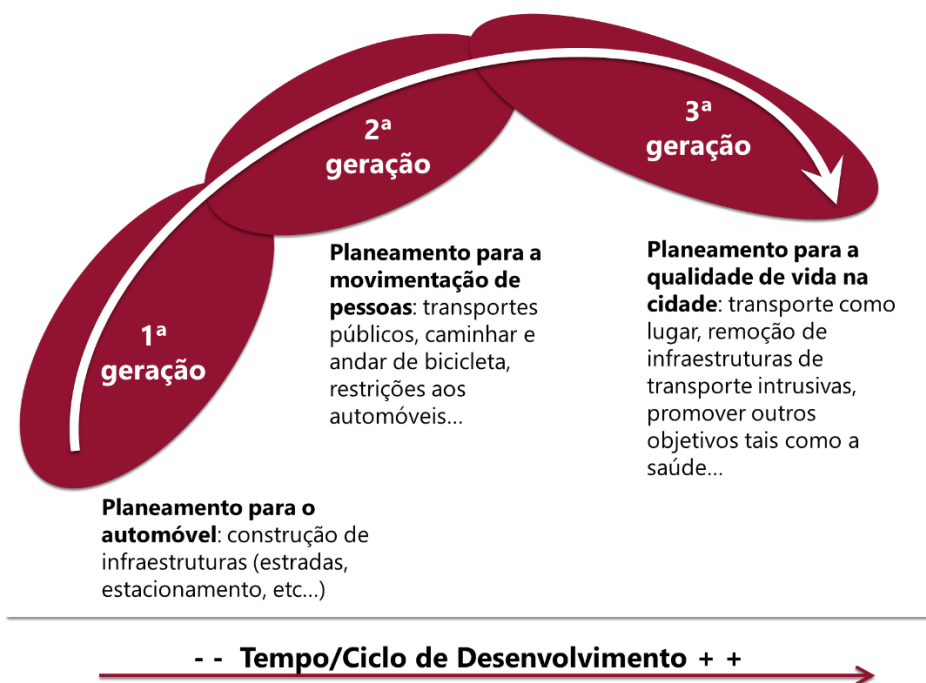 1ª
geração
Planeamento para o
automóvel: construção de
infraestruturas (estradas,
estacionamento, etc...)
2ª
geração
Planeamento para a
movimentação de
pessoas: transportes
públicos, caminhar e
andar de bicicleta,
restrições aos
automóveis...
3ª
geração
Planeamento para a
qualidade de vida na
cidade: transporte como
lugar, remoção de
infraestruturas de
transporte intrusivas,
promover outros
objetivos tais como a
saúde...
- - Tempo/Ciclo de Desenvolvimento + +